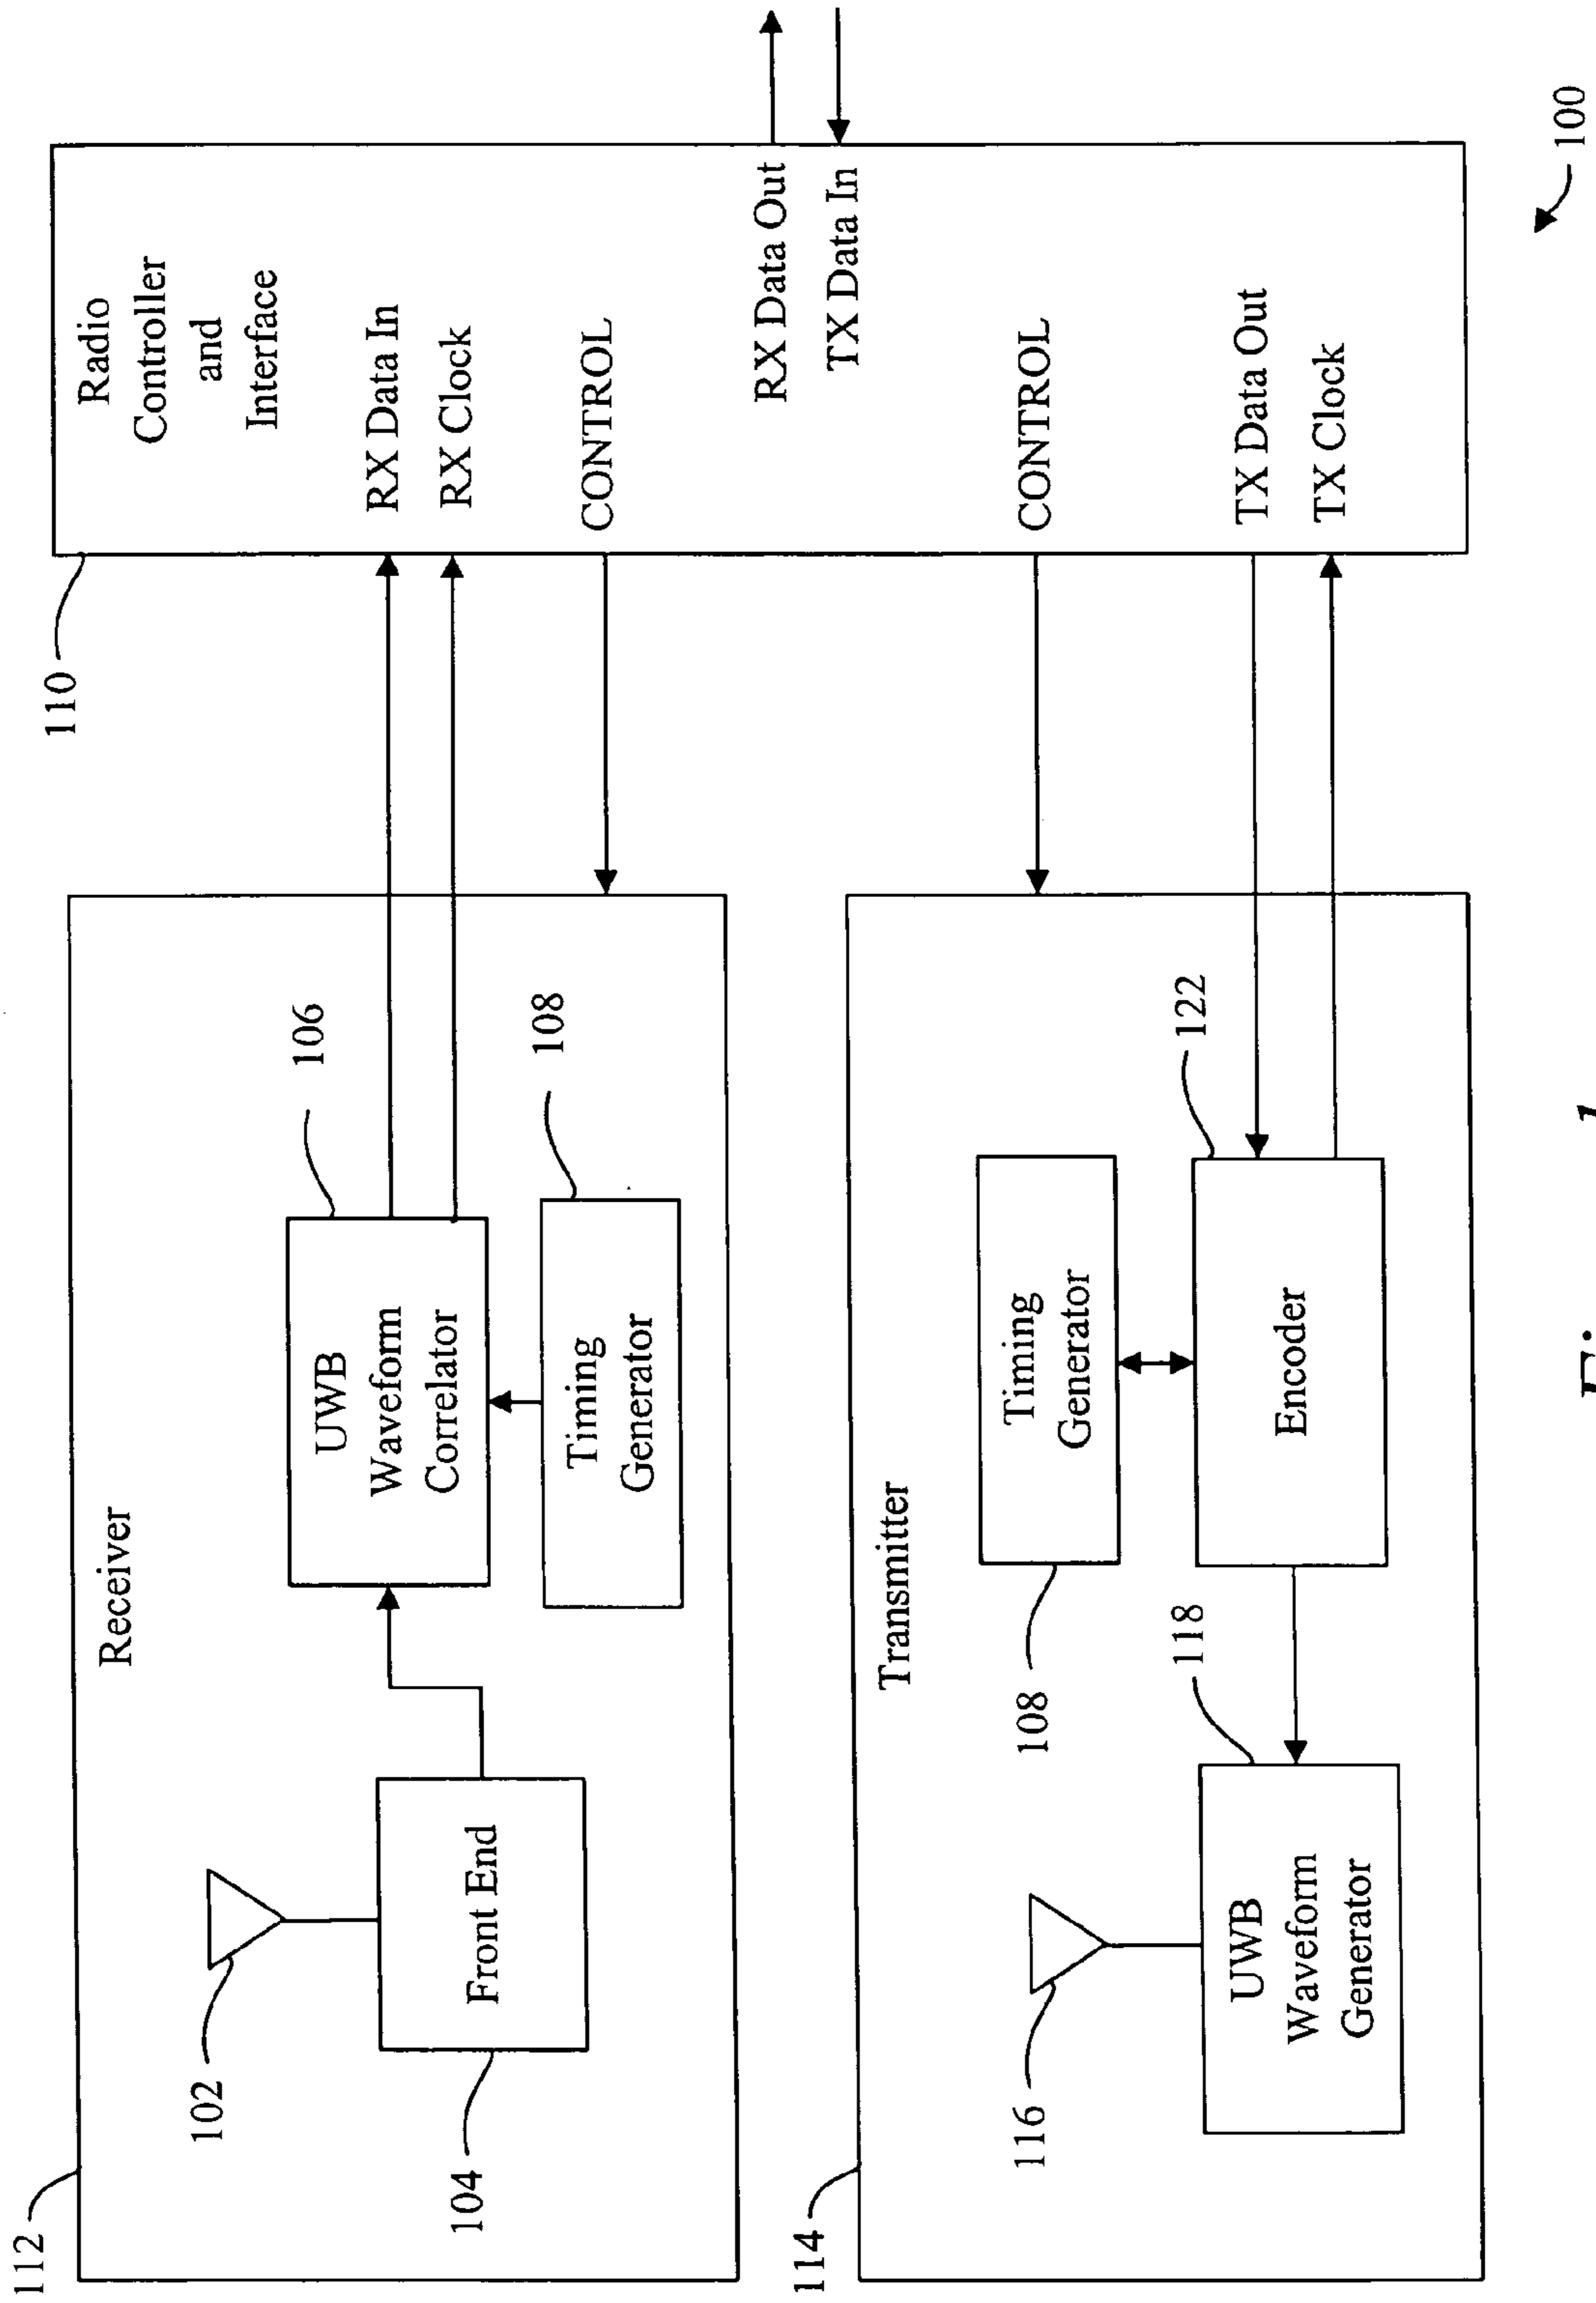 112
Receiver
102
104
Front End
106
UWB
Waveform
Correlator
108
Timing
Generator
110
Radio
Controller
and
Interface
RX Data In
RX Clock
CONTROL
RX Data Out
TX Data In
CONTROL
TX Data Out
TX Clock
114
Transmitter
116
118
UWB
Waveform
Generator
108
Timing
Generator
122
Encoder
100